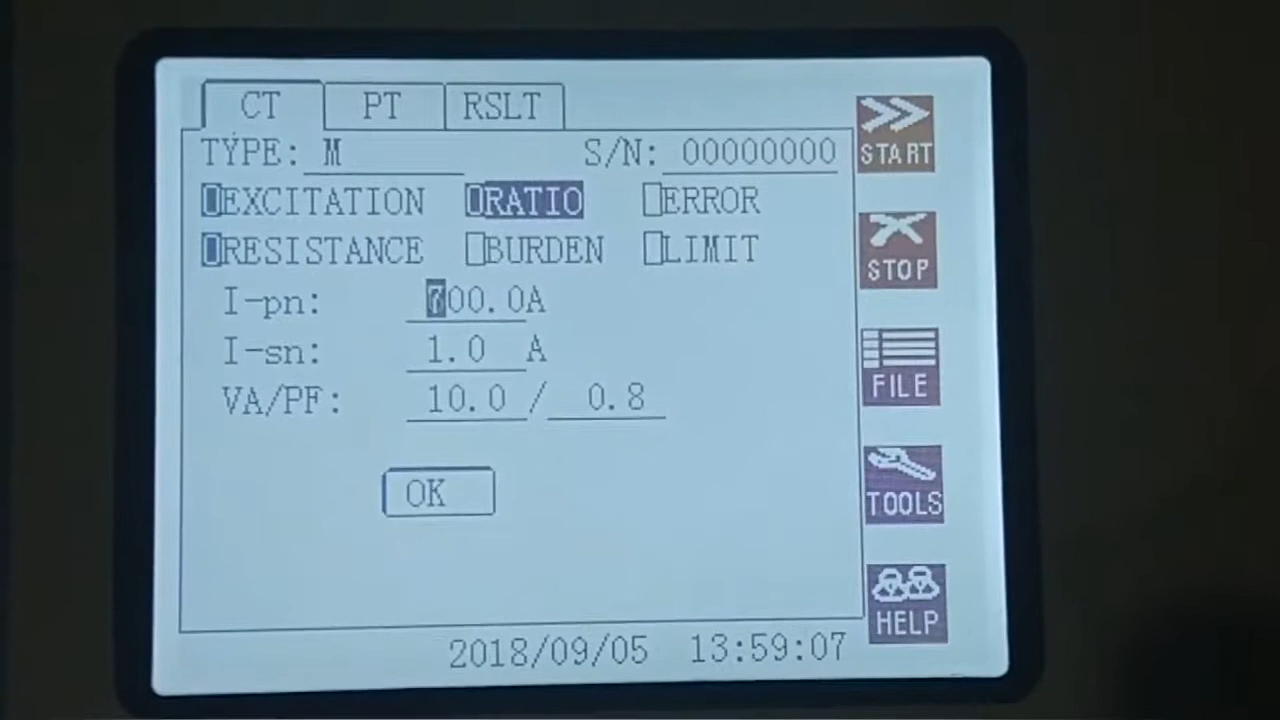 CT PT RSLT
TYPE: M S/N: 00000000
EXCITATION RATIO ERROR
RESISTANCE BURDEN LIMIT
I-pn: 700.0A
I-sn: 1.0 A
VA/PF: 10.0 / 0.8
OK
2018/09/05 13:59:07
START
STOP
FILE
TOOLS
HELP